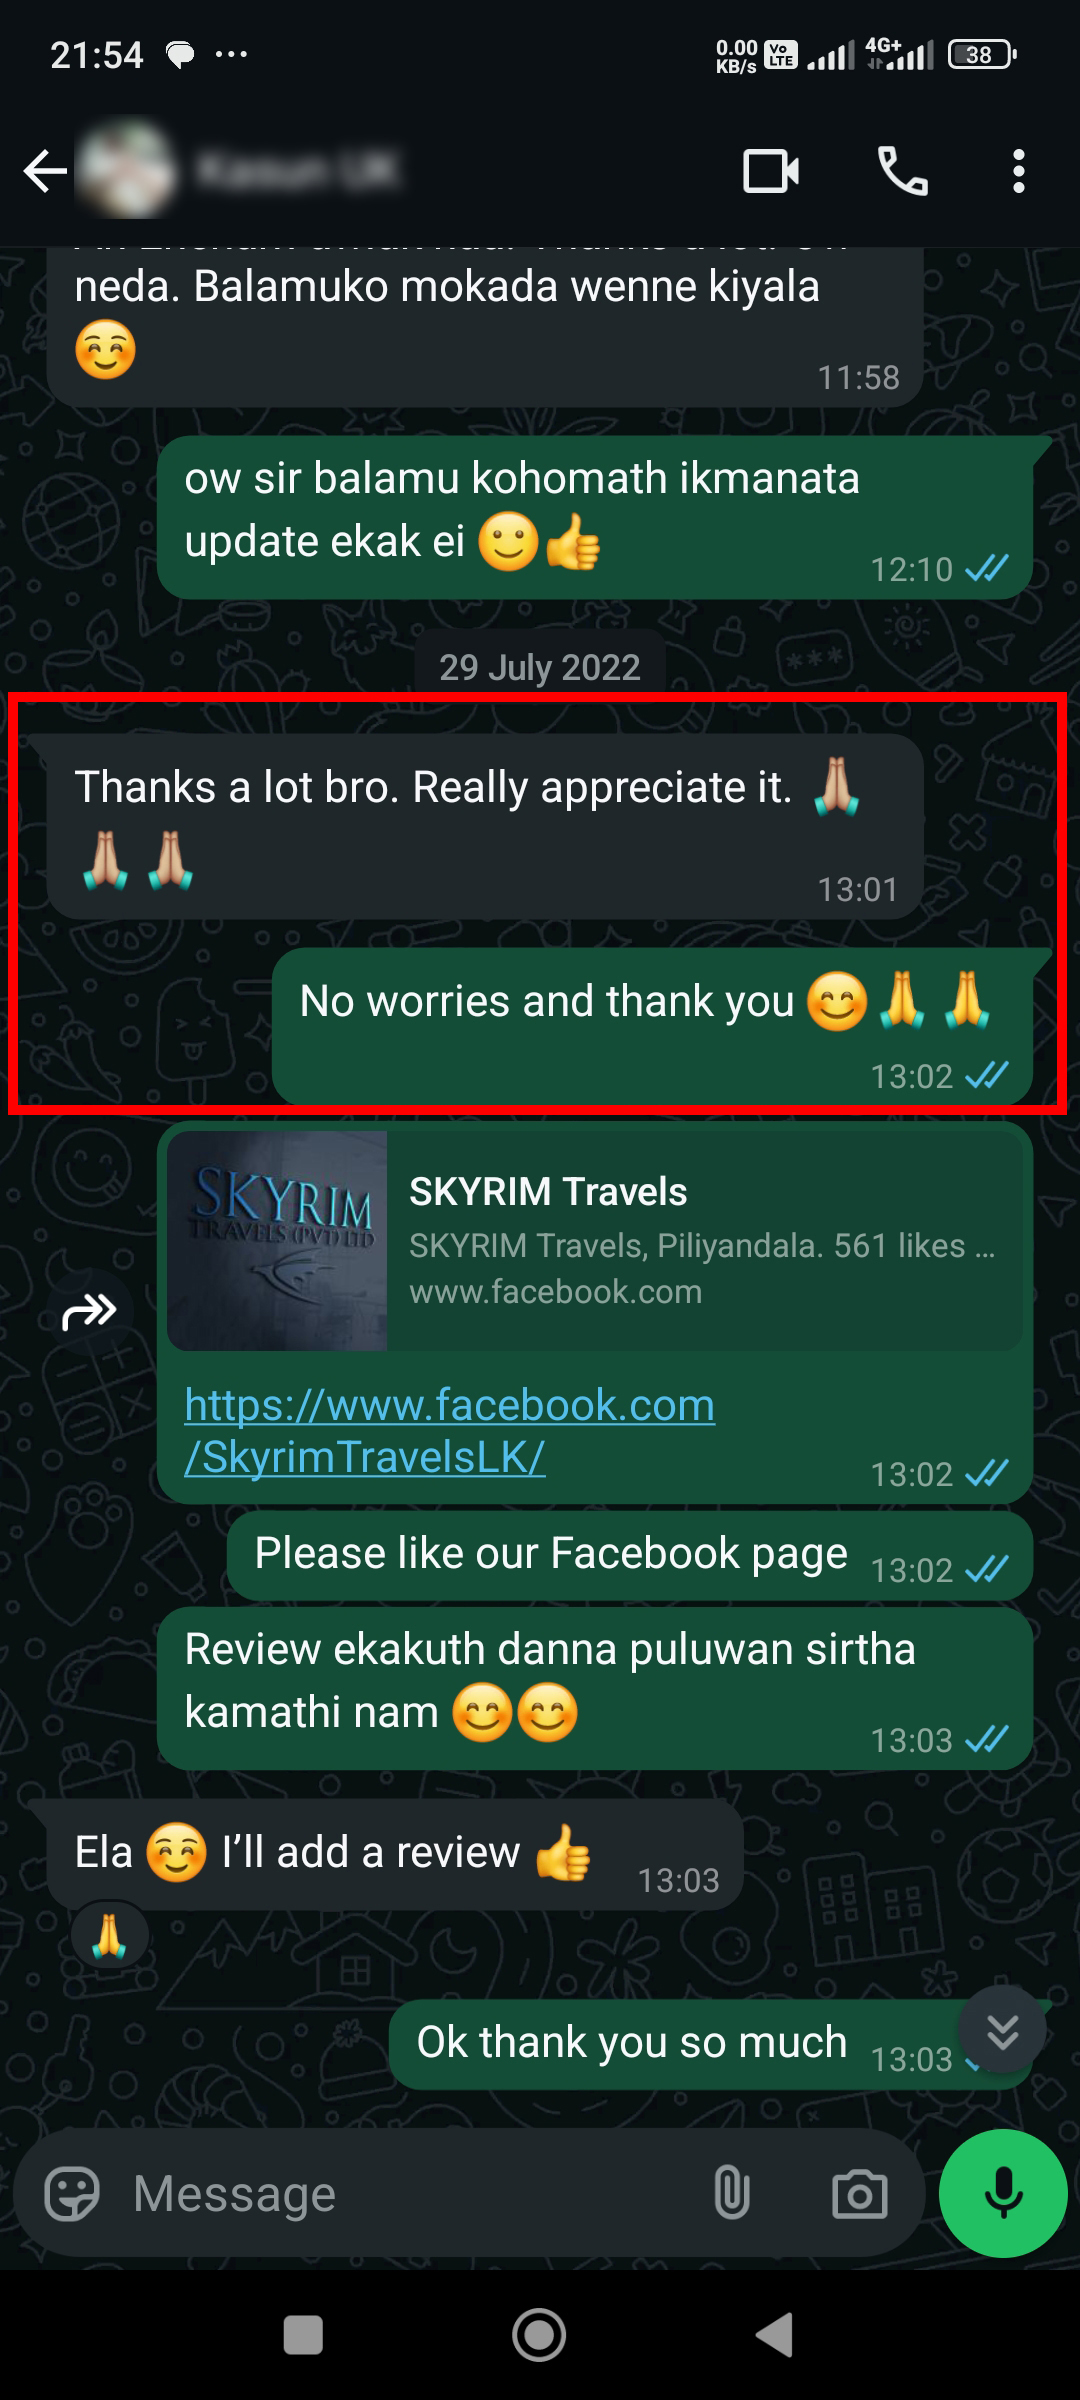 21:54
0.00
KB/s
Vo
LTE
4G+
38
neda. Balamuko mokada wenne kiyala
☺️
11:58
ow sir balamu kohomath ikmanata
update ekak ei 🙂👍
12:10
29 July 2022
Thanks a lot bro. Really appreciate it. 🙏🏼
🙏🏼🙏🏼
13:01
No worries and thank you 😊🙏🙏
13:02
SKYRIM
TRAVELS (PVT) LTD
SKYRIM Travels
SKYRIM Travels, Piliyandala. 561 likes ...
www.facebook.com
https://www.facebook.com
/SkyrimTravelsLK/
13:02
Please like our Facebook page
13:02
Review ekakuth danna puluwan sirtha
kamathi nam 😊😊
13:03
Ela ☺️ I’ll add a review 👍
13:03
🙏
Ok thank you so much
13:03
Message